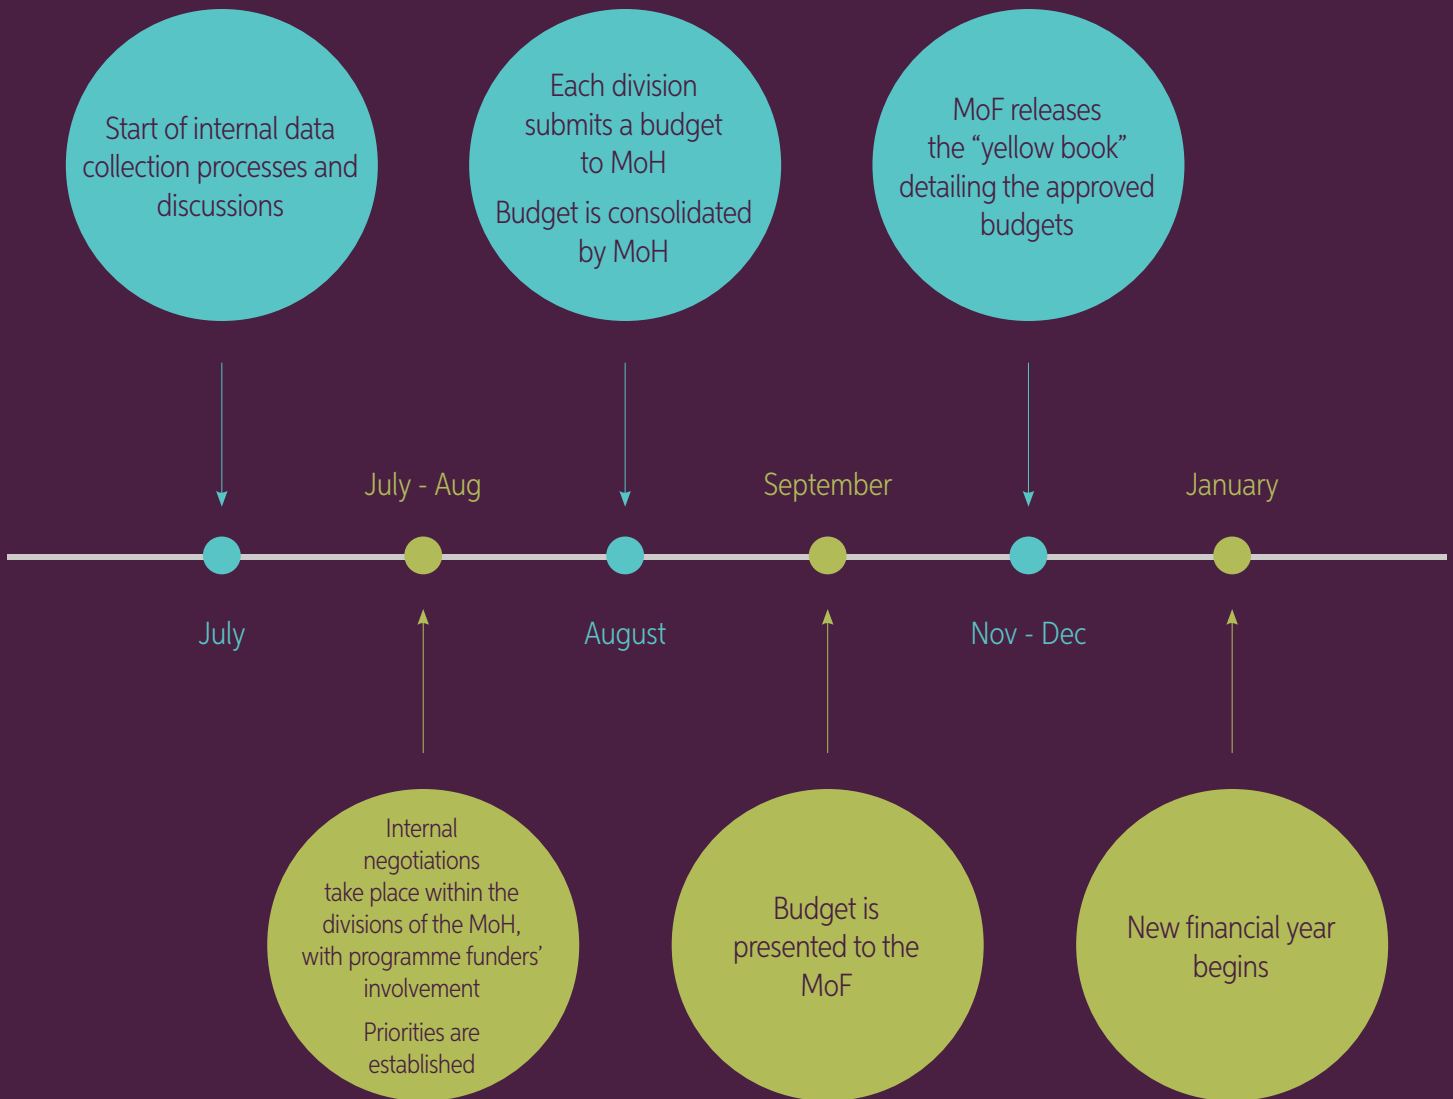 Start of internal data
collection processes and
discussions
Each division
submits a budget
to MoH
Budget is consolidated
by MoH
MoF releases
the “yellow book”
detailing the approved
budgets
July - Aug
September
January
July
August
Nov - Dec
Internal
negotiations
take place within the
divisions of the MoH,
with programme funders’
involvement
Priorities are
established
Budget is
presented to the
MoF
New financial year
begins